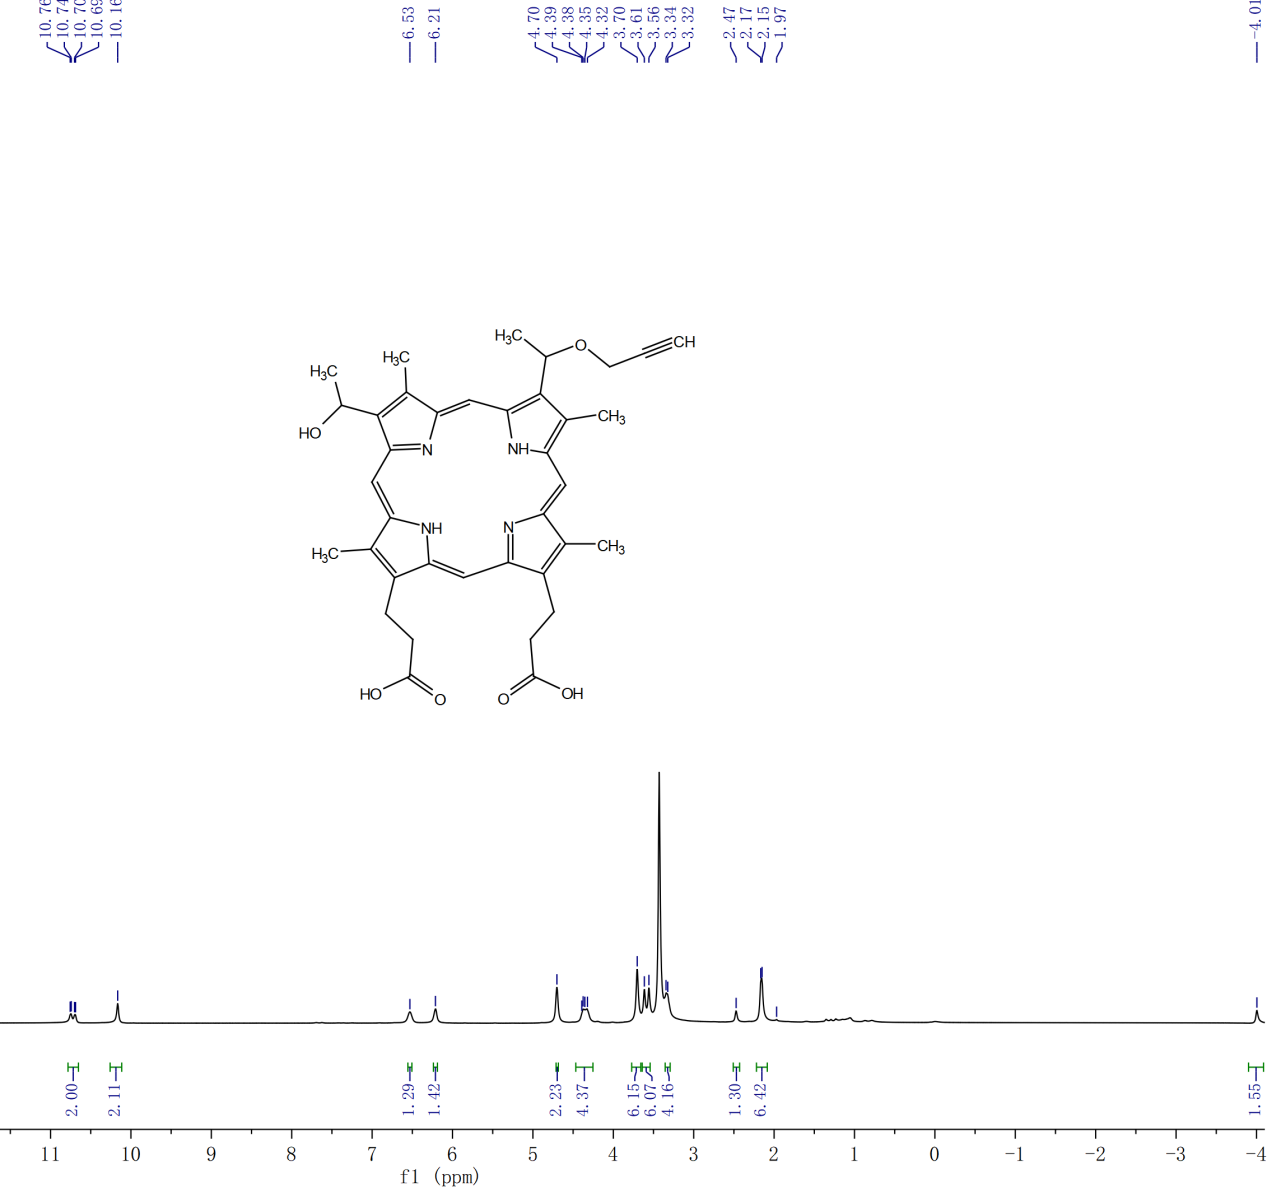 10.76
10.74
10.70
10.69
10.16
6.53
6.21
4.70
4.39
4.38
4.35
4.32
3.70
3.61
3.56
3.34
3.32
2.47
2.17
2.15
1.97
-4.01
H3C
O
CH
H3C
H3C
CH3
HO
N
NH
NH
N
H3C
CH3
HO
O
O
OH
2.00
2.11
1.29
1.42
2.23
4.37
6.15
6.07
4.16
1.30
6.42
1.55
11 10 9 8 7 6 5 4 3 2 1 0 -1 -2 -3 -4
f1 (ppm)